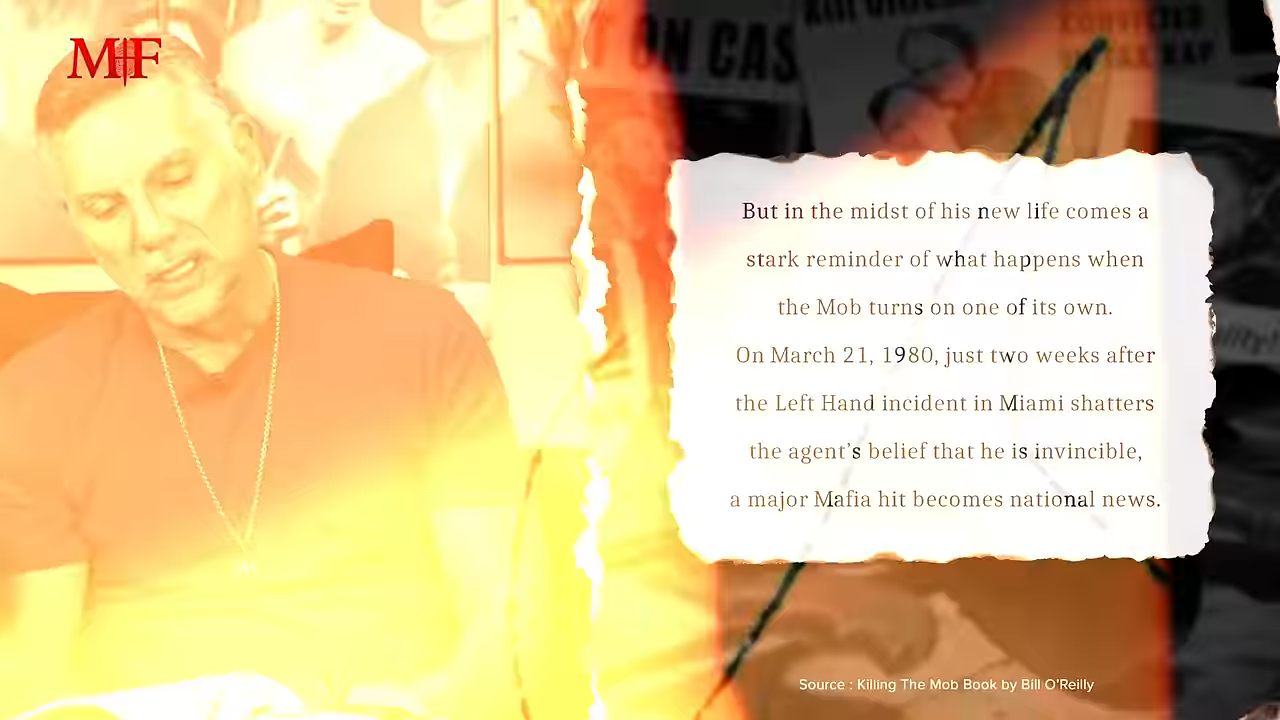 MF
ON CAS
CONVICTED
But in the midst of his new life comes a
stark reminder of what happens when
the Mob turns on one of its own.
On March 21, 1980, just two weeks after
the Left Hand incident in Miami shatters
the agent’s belief that he is invincible,
a major Mafia hit becomes national news.
Source : Killing The Mob Book by Bill O’Reilly